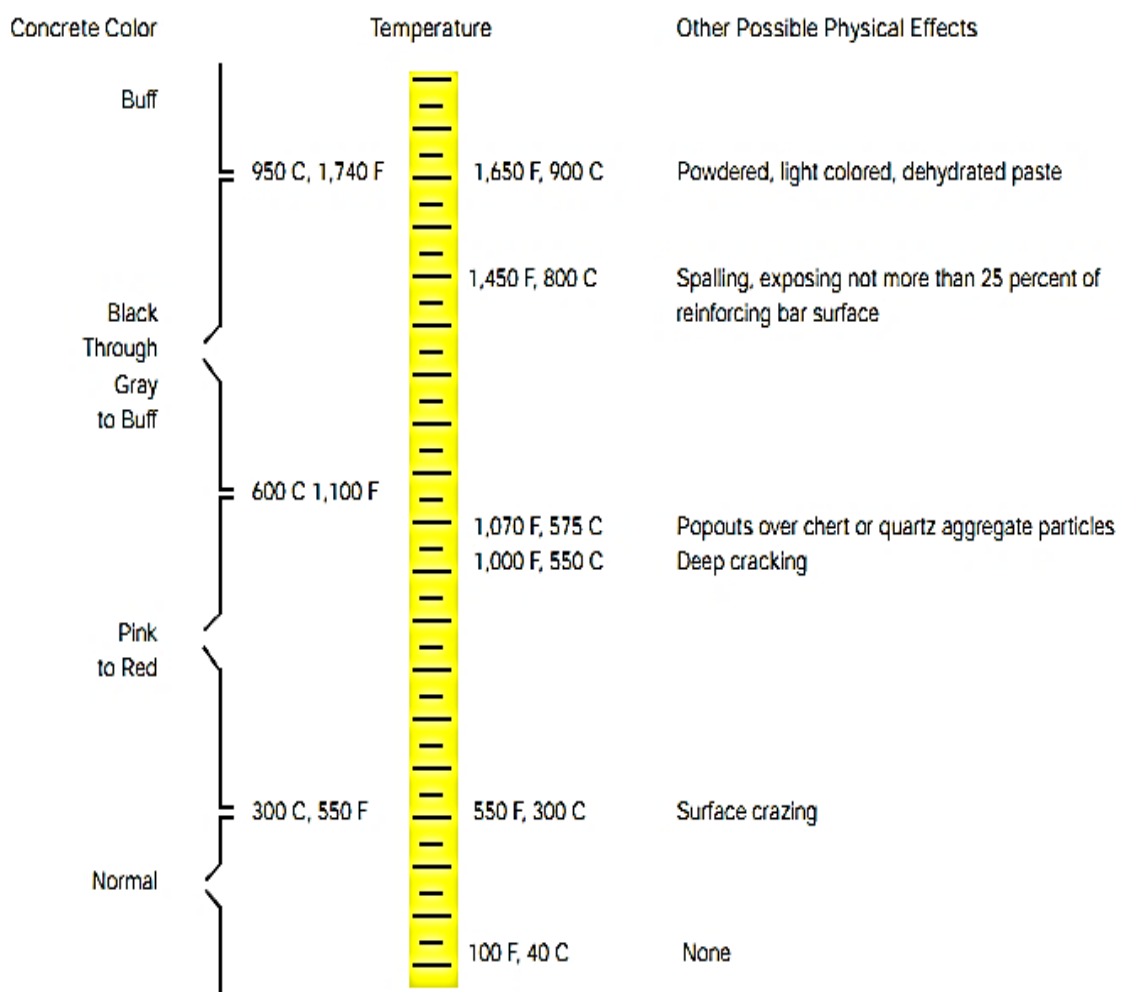 Concrete Color Temperature Other Possible Physical Effects
Buff
950 C, 1,740 F 1,650 F, 900 C Powdered, light colored, dehydrated paste
1,450 F, 800 C Spalling, exposing not more than 25 percent of
reinforcing bar surface
Black
Through
Gray
to Buff
600 C 1,100 F
1,070 F, 575 C Popouts over chert or quartz aggregate particles
1,000 F, 550 C Deep cracking
Pink
to Red
300 C, 550 F 550 F, 300 C Surface crazing
Normal
100 F, 40 C None